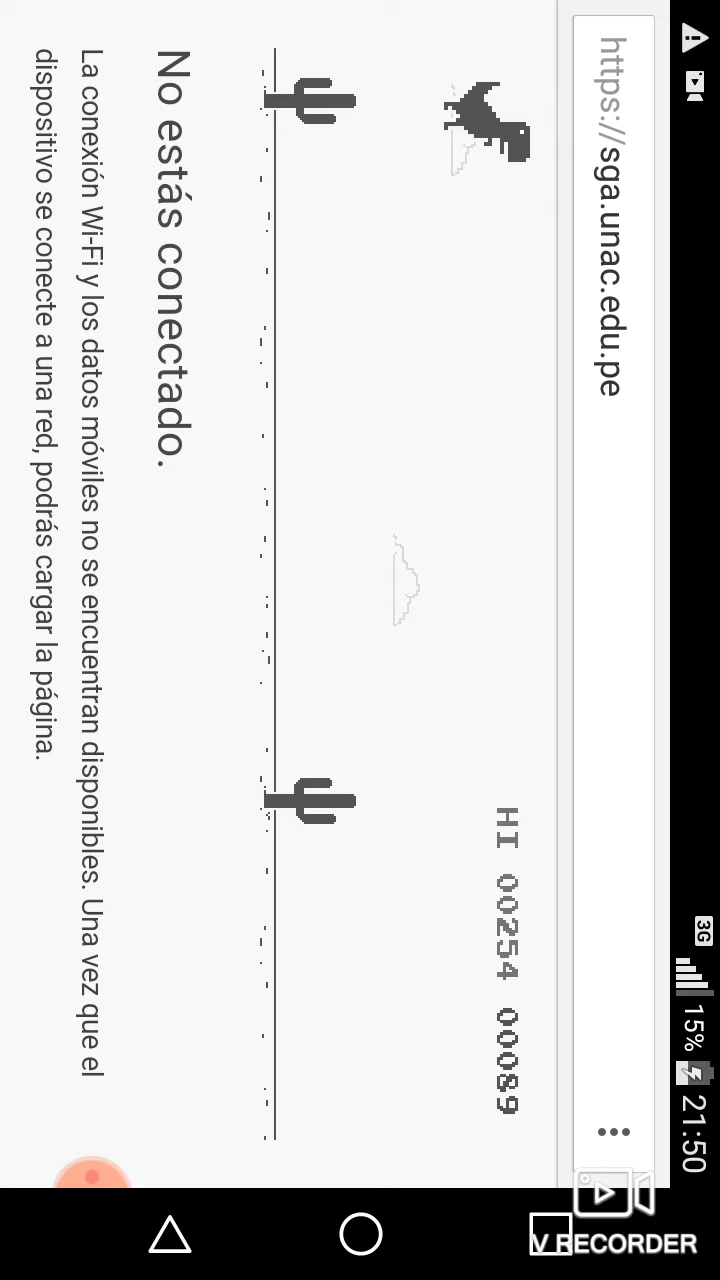 3G 15% 21:50
https://sga.unac.edu.pe
HI 00254 00089
No estás conectado.
La conexión Wi-Fi y los datos móviles no se encuentran disponibles. Una vez que el
dispositivo se conecte a una red, podrás cargar la página.
V RECORDER